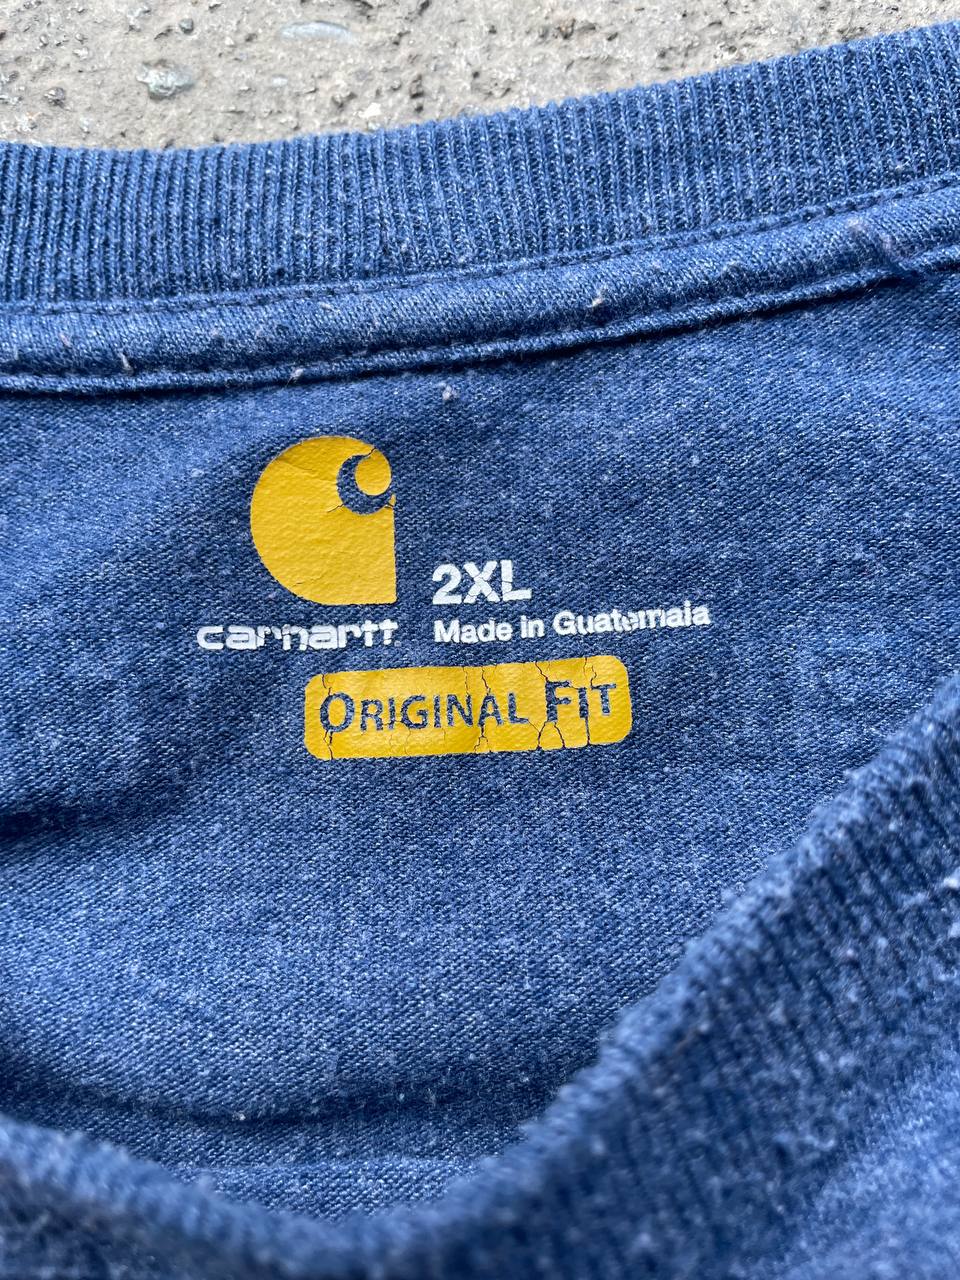 2XL
carhartt Made in Guatemala
ORIGINAL FIT